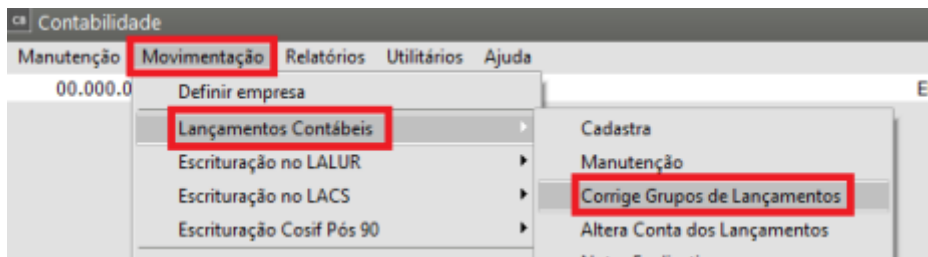 CB Contabilidade
Manutenção Movimentação Relatórios Utilitários Ajuda
00.000.0 E
Definir empresa
Lançamentos Contábeis Cadastra
Escrituração no LALUR Manutenção
Escrituração no LACS Corrige Grupos de Lançamentos
Escrituração Cosif Pós 90 Altera Conta dos Lançamentos